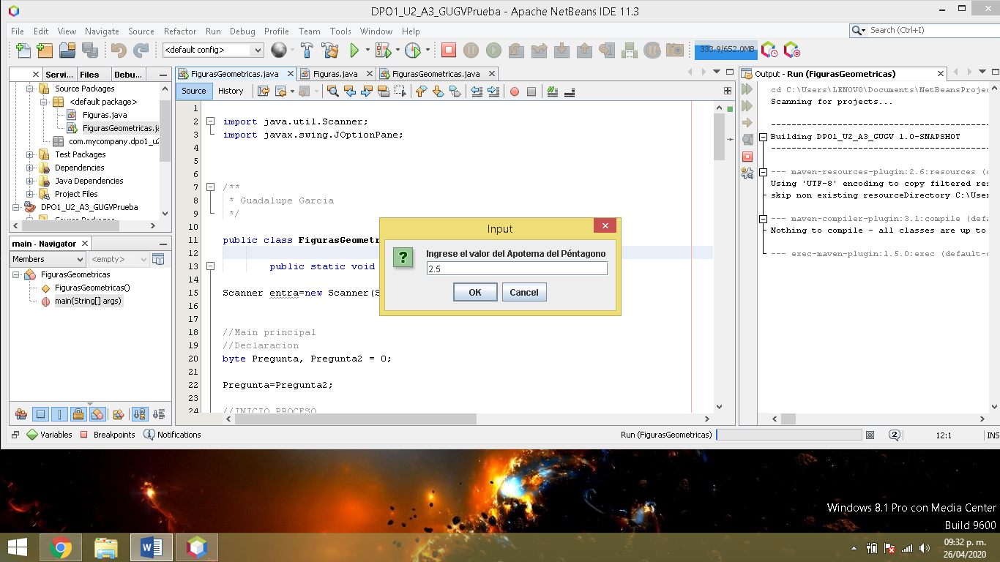 DPO1_U2_A3_GUGVPrueba - Apache NetBeans IDE 11.3
File Edit View Navigate Source Refactor Run Debug Profile Team Tools Window Help
Search (Ctrl+I)
<default config>
333.9/652.0MB
Servi... Files Debu...
Source Packages
<default package>
Figuras.java
FigurasGeometricas.ja
com.mycompany.dpo1_u2
Test Packages
Dependencies
Java Dependencies
Project Files
DPO1_U2_A3_GUGVPrueba
main - Navigator
Members <empty>
FigurasGeometricas
FigurasGeometricas()
main(String[] args)
FigurasGeometricas.java Figuras.java FigurasGeometricas.java
Source History
1
2 import java.util.Scanner;
3 import javax.swing.JOptionPane;
4
5
6
7 /**
8 * Guadalupe Garcia
9 */
10
11 public class FigurasGeometr
12
13 public static void
14
15 Scanner entra=new Scanner(S
16
17
18 //Main principal
19 //Declaracion
20 byte Pregunta, Pregunta2 = 0;
21
22 Pregunta=Pregunta2;
23
24 //INICIO PROCESO
Input
Ingrese el valor del Apotema del Péntagono
2.5
OK Cancel
Output - Run (FigurasGeometricas)
cd C:\Users\LENOVO\Documents\NetBeansProjec
Scanning for projects...
Building DPO1_U2_A3_GUGV 1.0-SNAPSHOT
--- maven-resources-plugin:2.6:resources (d
Using 'UTF-8' encoding to copy filtered res
skip non existing resourceDirectory C:\User
--- maven-compiler-plugin:3.1:compile (defa
Nothing to compile - all classes are up to
--- exec-maven-plugin:1.5.0:exec (default-c
Variables Breakpoints Notifications
Run (FigurasGeometricas)
2
12:1
INS
Windows 8.1 Pro con Media Center
Build 9600
09:32 p. m.
26/04/2020